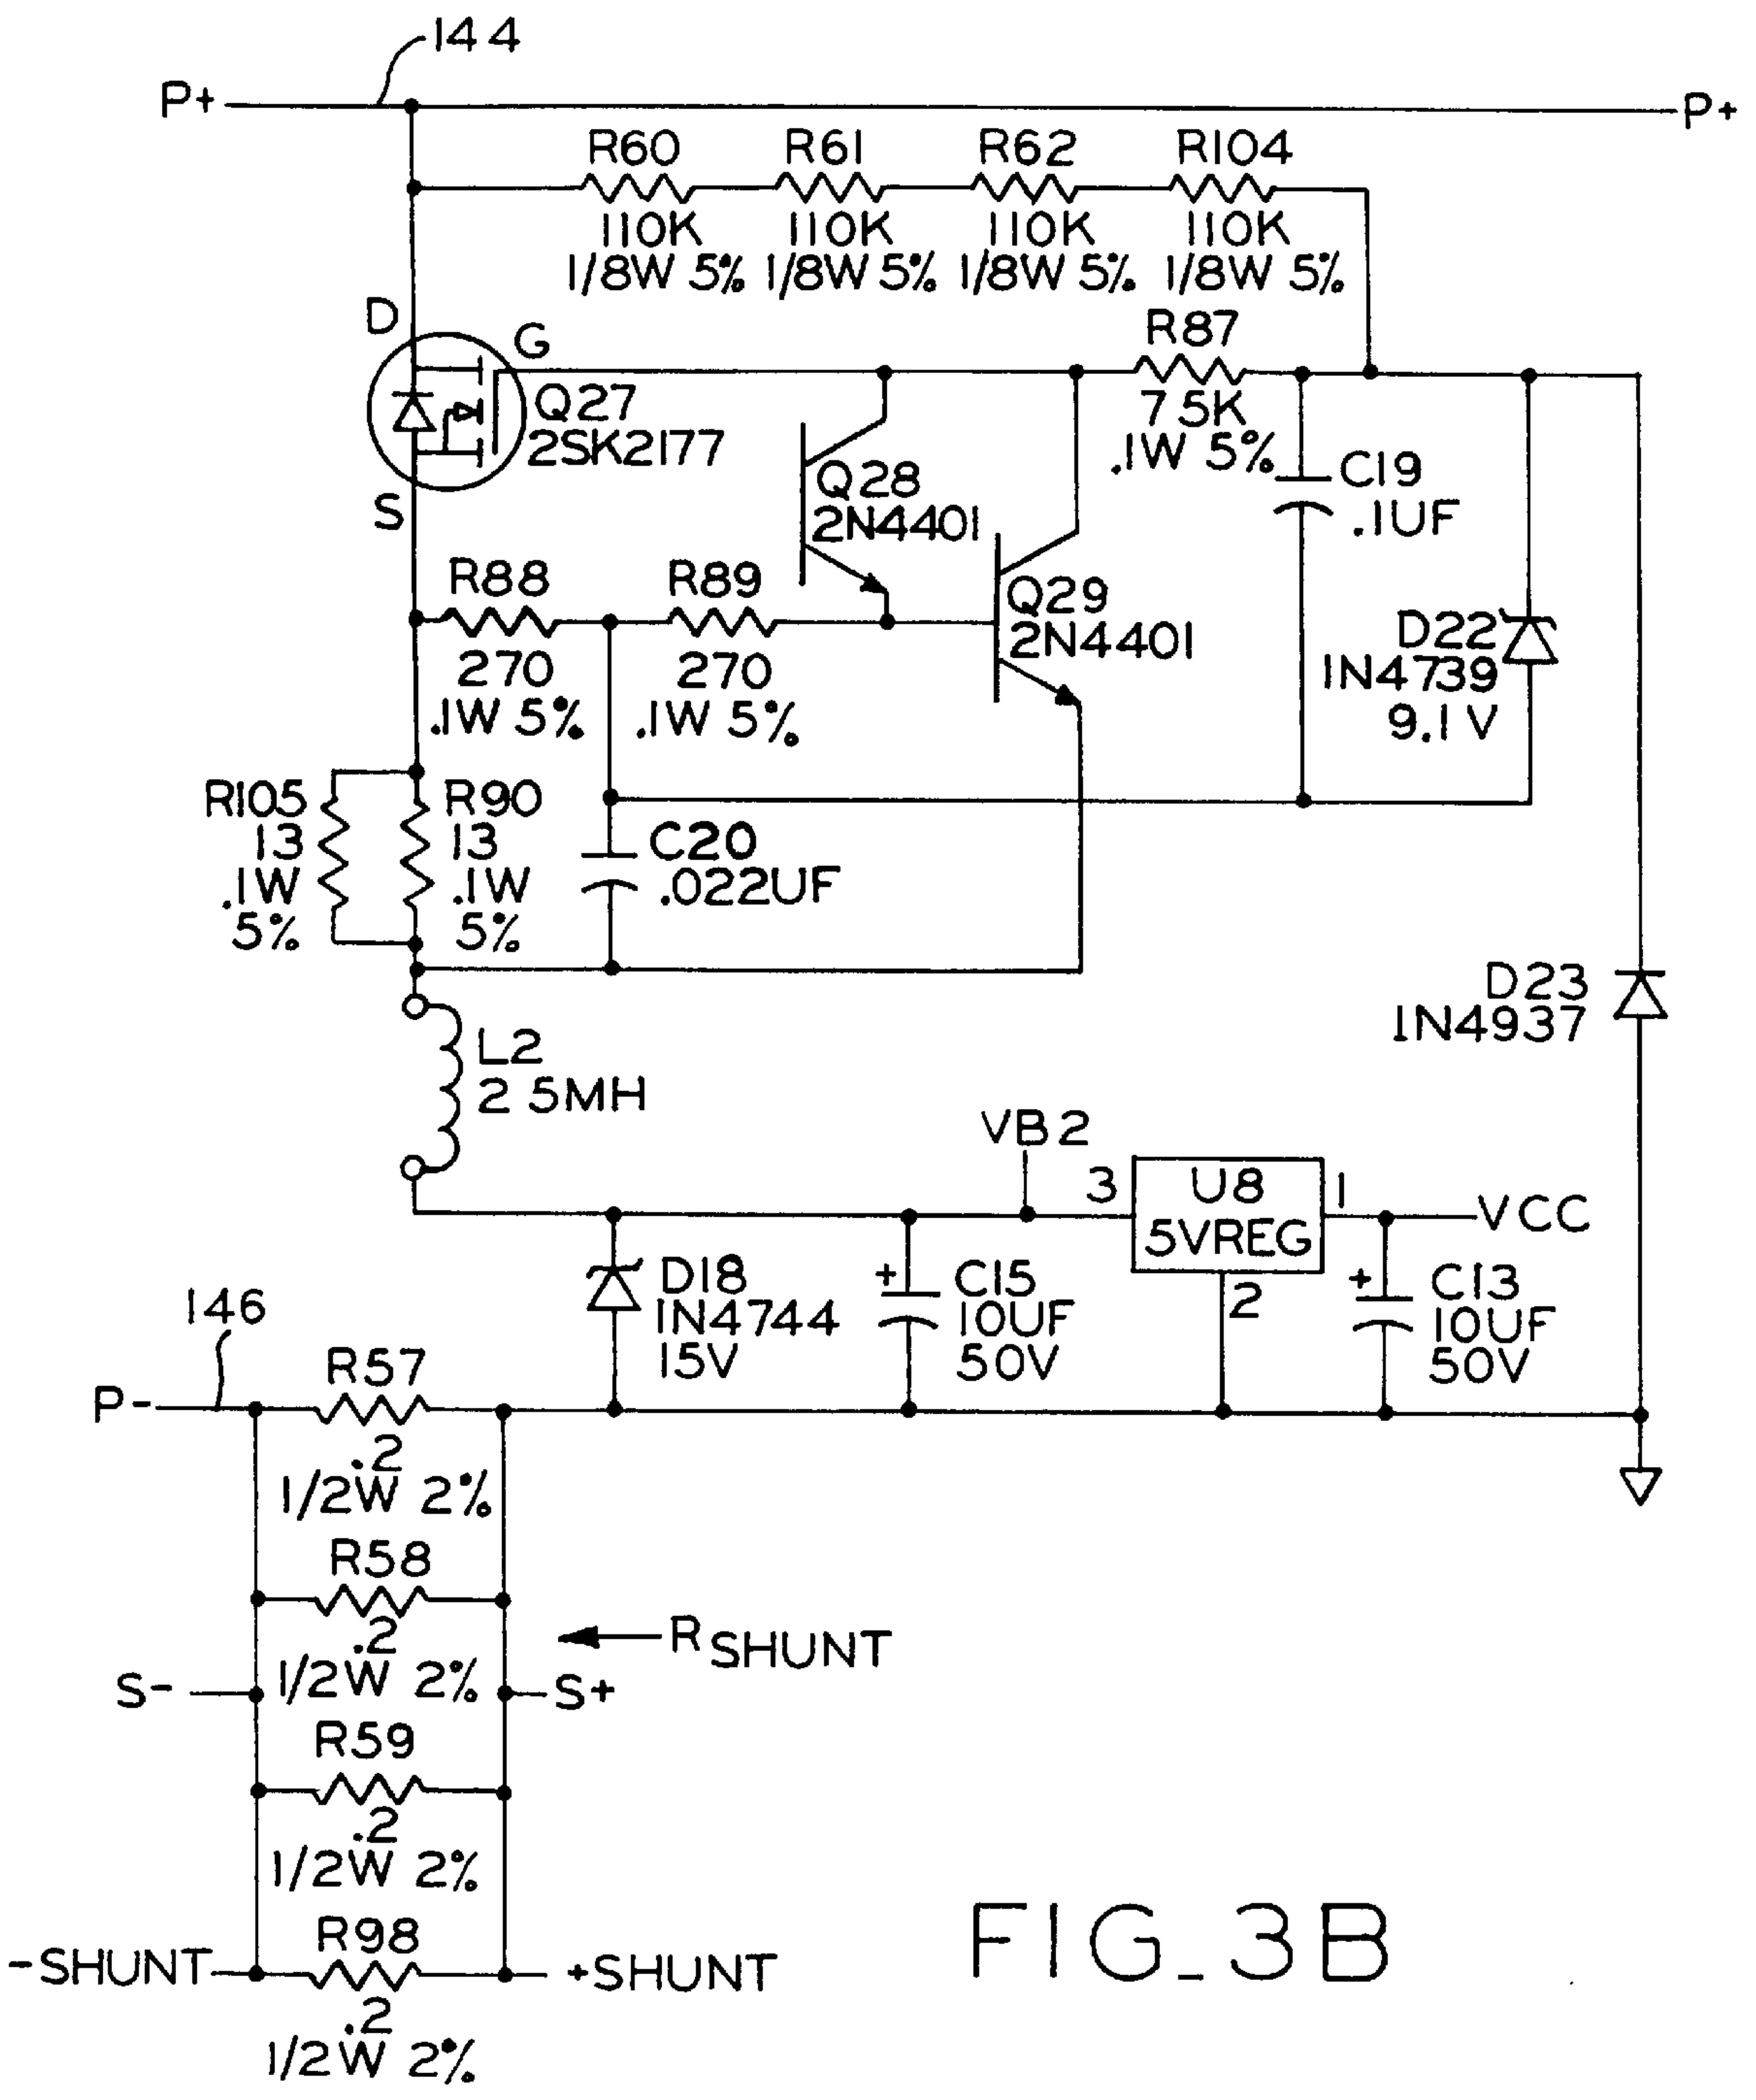 144
P+
P+
R60
R61
R62
R104
110K
110K
110K
110K
1/8W 5%
1/8W 5%
1/8W 5%
1/8W 5%
D
G
R87
Q27
2SK2177
7.5K
.1W 5%
S
Q28
2N4401
C19
.1UF
R88
R89
Q29
2N4401
270
.1W 5%
270
.1W 5%
D22
1N4739
9.1V
R105
13
.1W
5%
R90
13
.1W
5%
C20
.022UF
D23
1N4937
L2
2 5MH
VB2
3
U8
5VREG
1
VCC
2
D18
1N4744
15V
+
C15
10UF
50V
+
C13
10UF
50V
146
P-
R57
.2
1/2W 2%
R58
.2
1/2W 2%
R SHUNT
S-
S+
R59
.2
1/2W 2%
R98
-SHUNT
+SHUNT
.2
1/2W 2%
FIG_3B